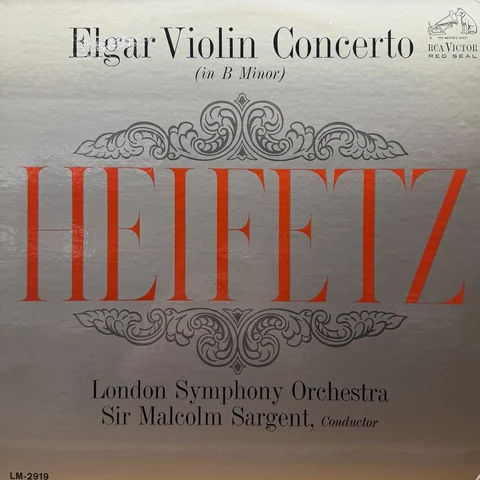 Elgar Violin Concerto
(in B Minor)
RCA VICTOR
RED SEAL
HEIFETZ
London Symphony Orchestra
Sir Malcolm Sargent, Conductor
LM-2919